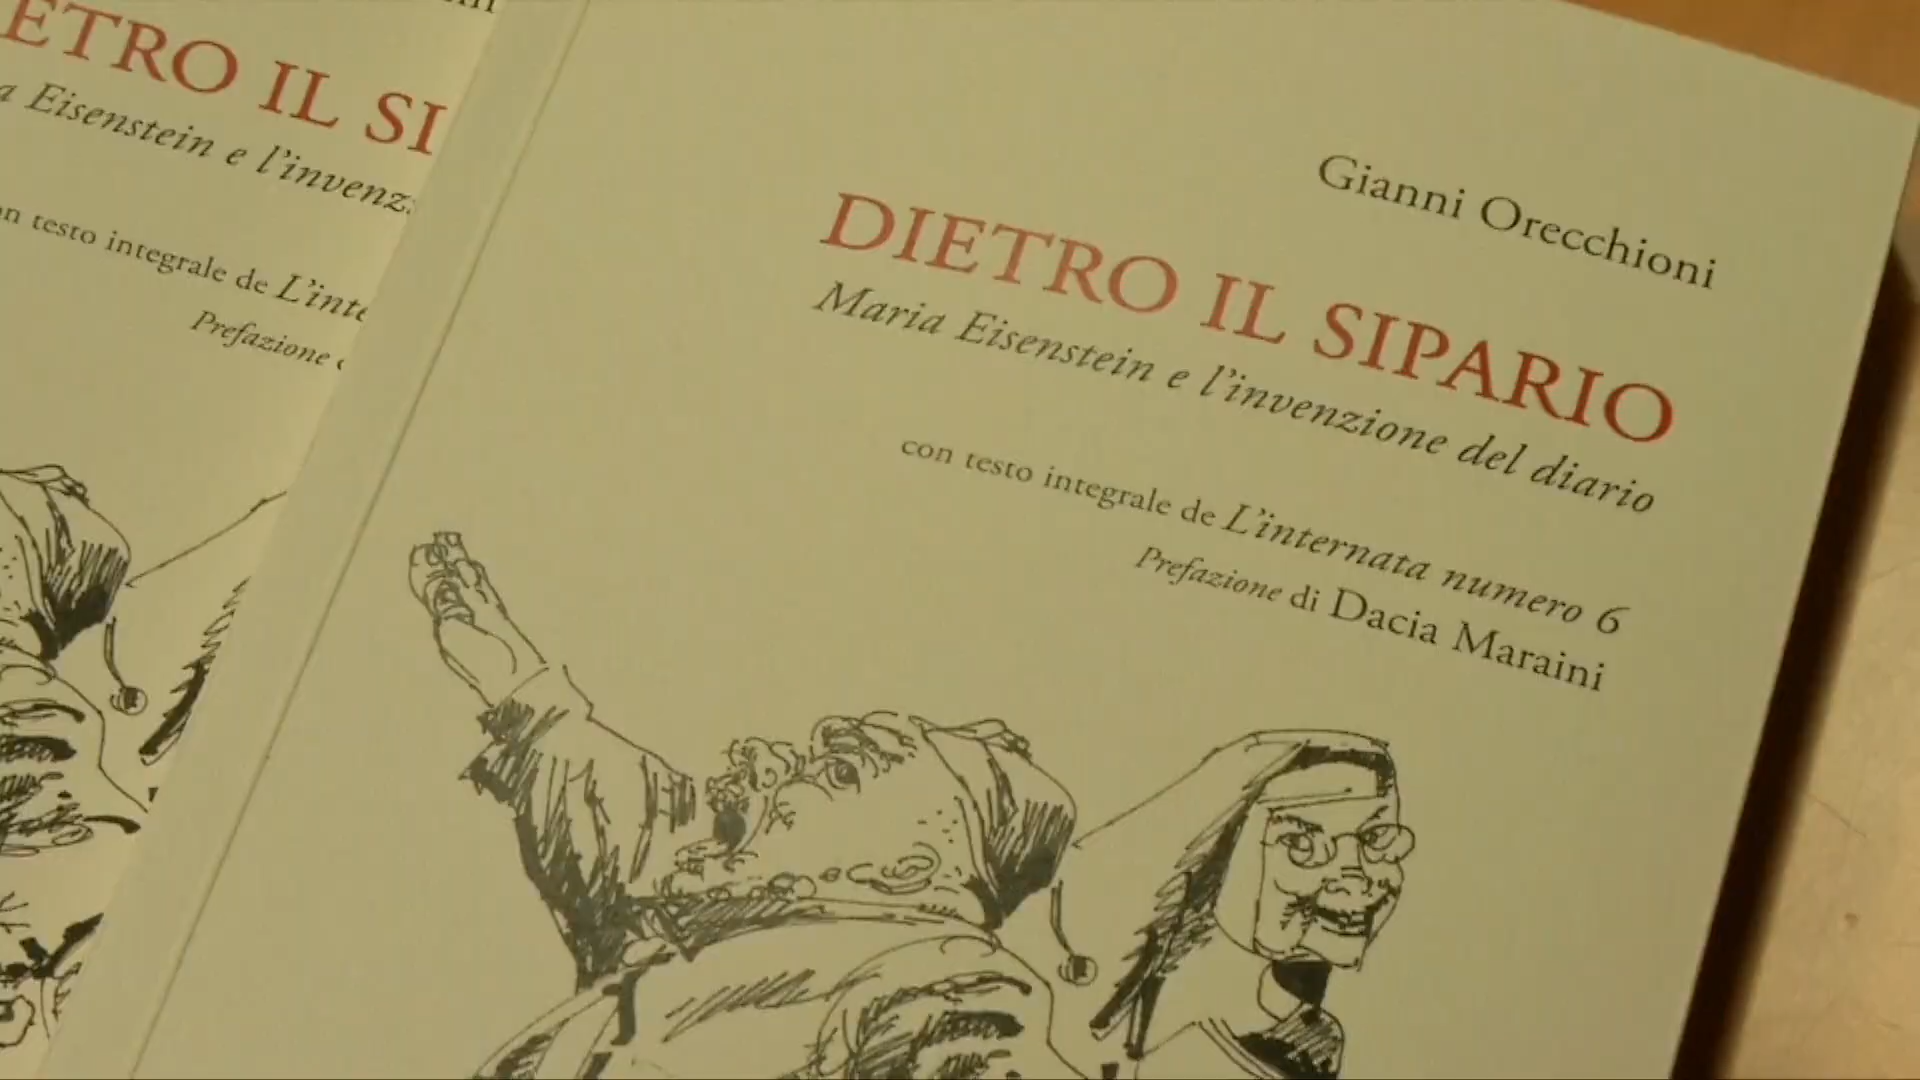 ETRO IL SI
a Eisenstein e l'invenz
on testo integrale de L'inte
Prefazione
Gianni Orecchioni
DIETRO IL SIPARIO
Maria Eisenstein e l'invenzione del diario
con testo integrale de L'internata numero 6
Prefazione di Dacia Maraini